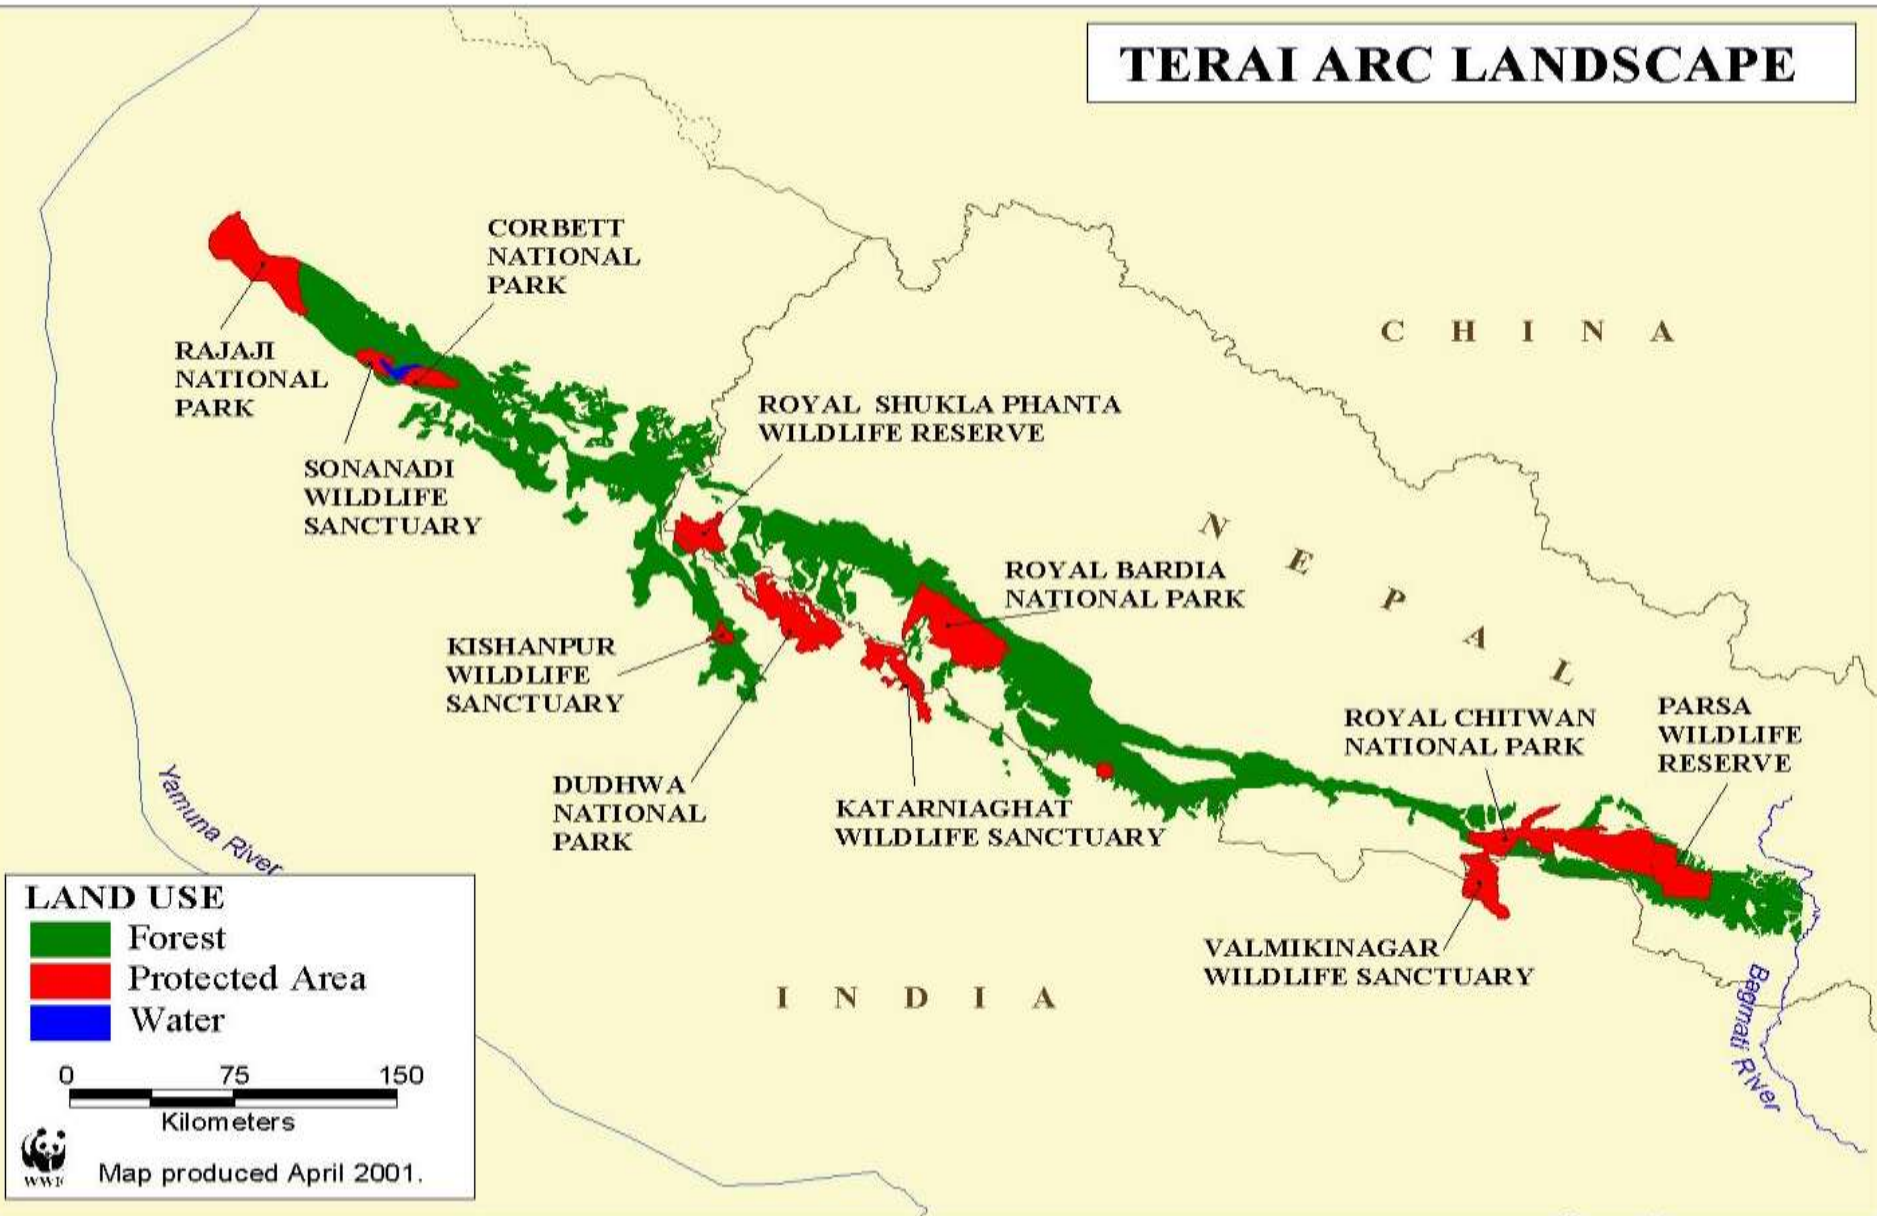 TERAI ARC LANDSCAPE
CORBETT
NATIONAL
PARK
RAJAJI
NATIONAL
PARK
SONANADI
WILDLIFE
SANCTUARY
ROYAL SHUKLA PHANTA
WILDLIFE RESERVE
CHINA
NEPAL
ROYAL BARDIA
NATIONAL PARK
KISHANPUR
WILDLIFE
SANCTUARY
DUDHWA
NATIONAL
PARK
KATARNIAGHAT
WILDLIFE SANCTUARY
ROYAL CHITWAN
NATIONAL PARK
PARSA
WILDLIFE
RESERVE
VALMIKINAGAR
WILDLIFE SANCTUARY
INDIA
Yamuna River
Bagmati River
LAND USE
Forest
Protected Area
Water
0 75 150
Kilometers
WWF
Map produced April 2001.